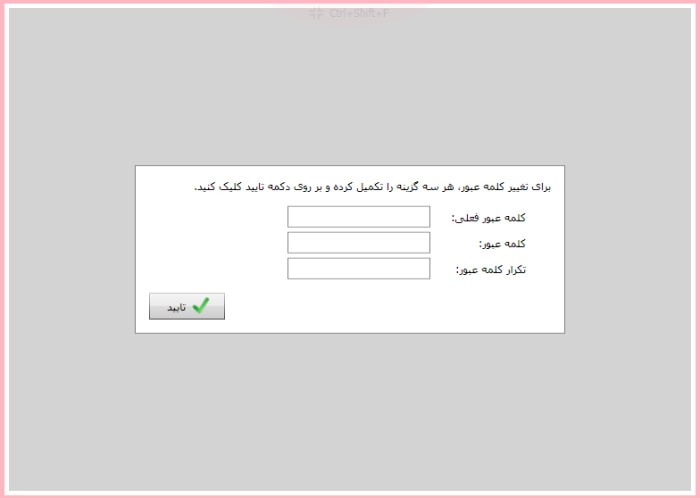 Ctrl+Shift+F
برای تغییر کلمه عبور، هر سه گزینه را تکمیل کرده و بر روی دکمه تایید کلیک کنید.
کلمه عبور فعلی:
کلمه عبور:
تکرار کلمه عبور:
تایید